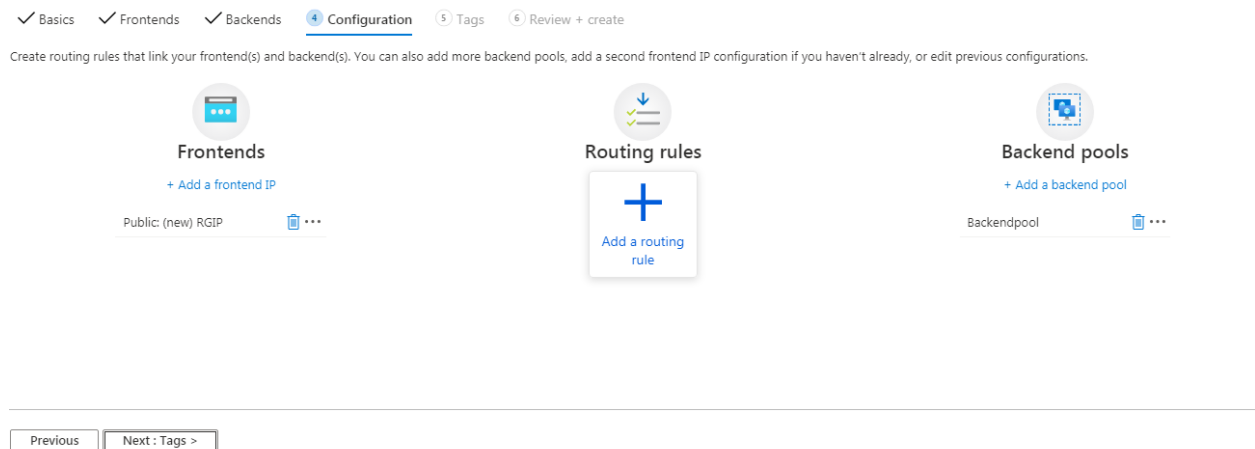 Basics Frontends Backends 4 Configuration 5 Tags 6 Review + create
Create routing rules that link your frontend(s) and backend(s). You can also add more backend pools, add a second frontend IP configuration if you haven't already, or edit previous configurations.
Frontends
+ Add a frontend IP
Public: (new) RGIP
Routing rules
Add a routing
rule
Backend pools
+ Add a backend pool
Backendpool
Previous Next : Tags >